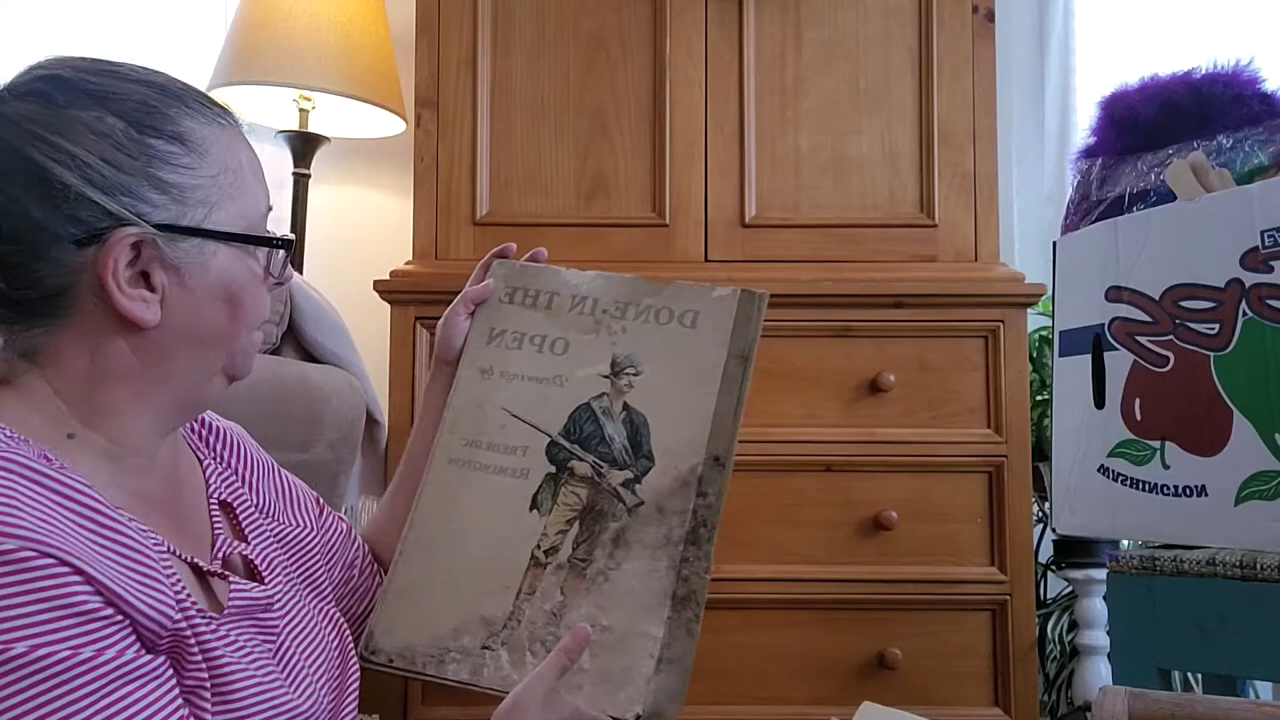 DONE IN THE
OPEN
Drawings by
FREDERIC
REMINGTON
WASHINGTON